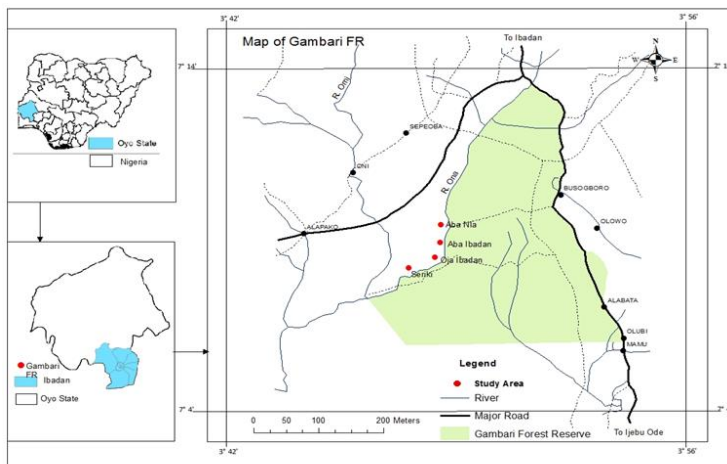 3° 42'
3° 56'
7° 14'
2° 1
Map of Gambari FR
To Ibadan
N
W
E
S
R. Omi
SEPEOBA
ONI
R. Ona
BUSOGBORO
OLOWO
ALAPAKO
Aba Nla
Aba Ibadan
Oja Ibadan
Seriki
ALABATA
OLUBI
MAMU
Oyo State
Nigeria
Gambari
FR
Ibadan
Oyo State
Legend
Study Area
River
Major Road
Gambari Forest Reserve
0 50 100 200 Meters
To Ijebu Ode
7° 4'
3° 42'
3° 56'